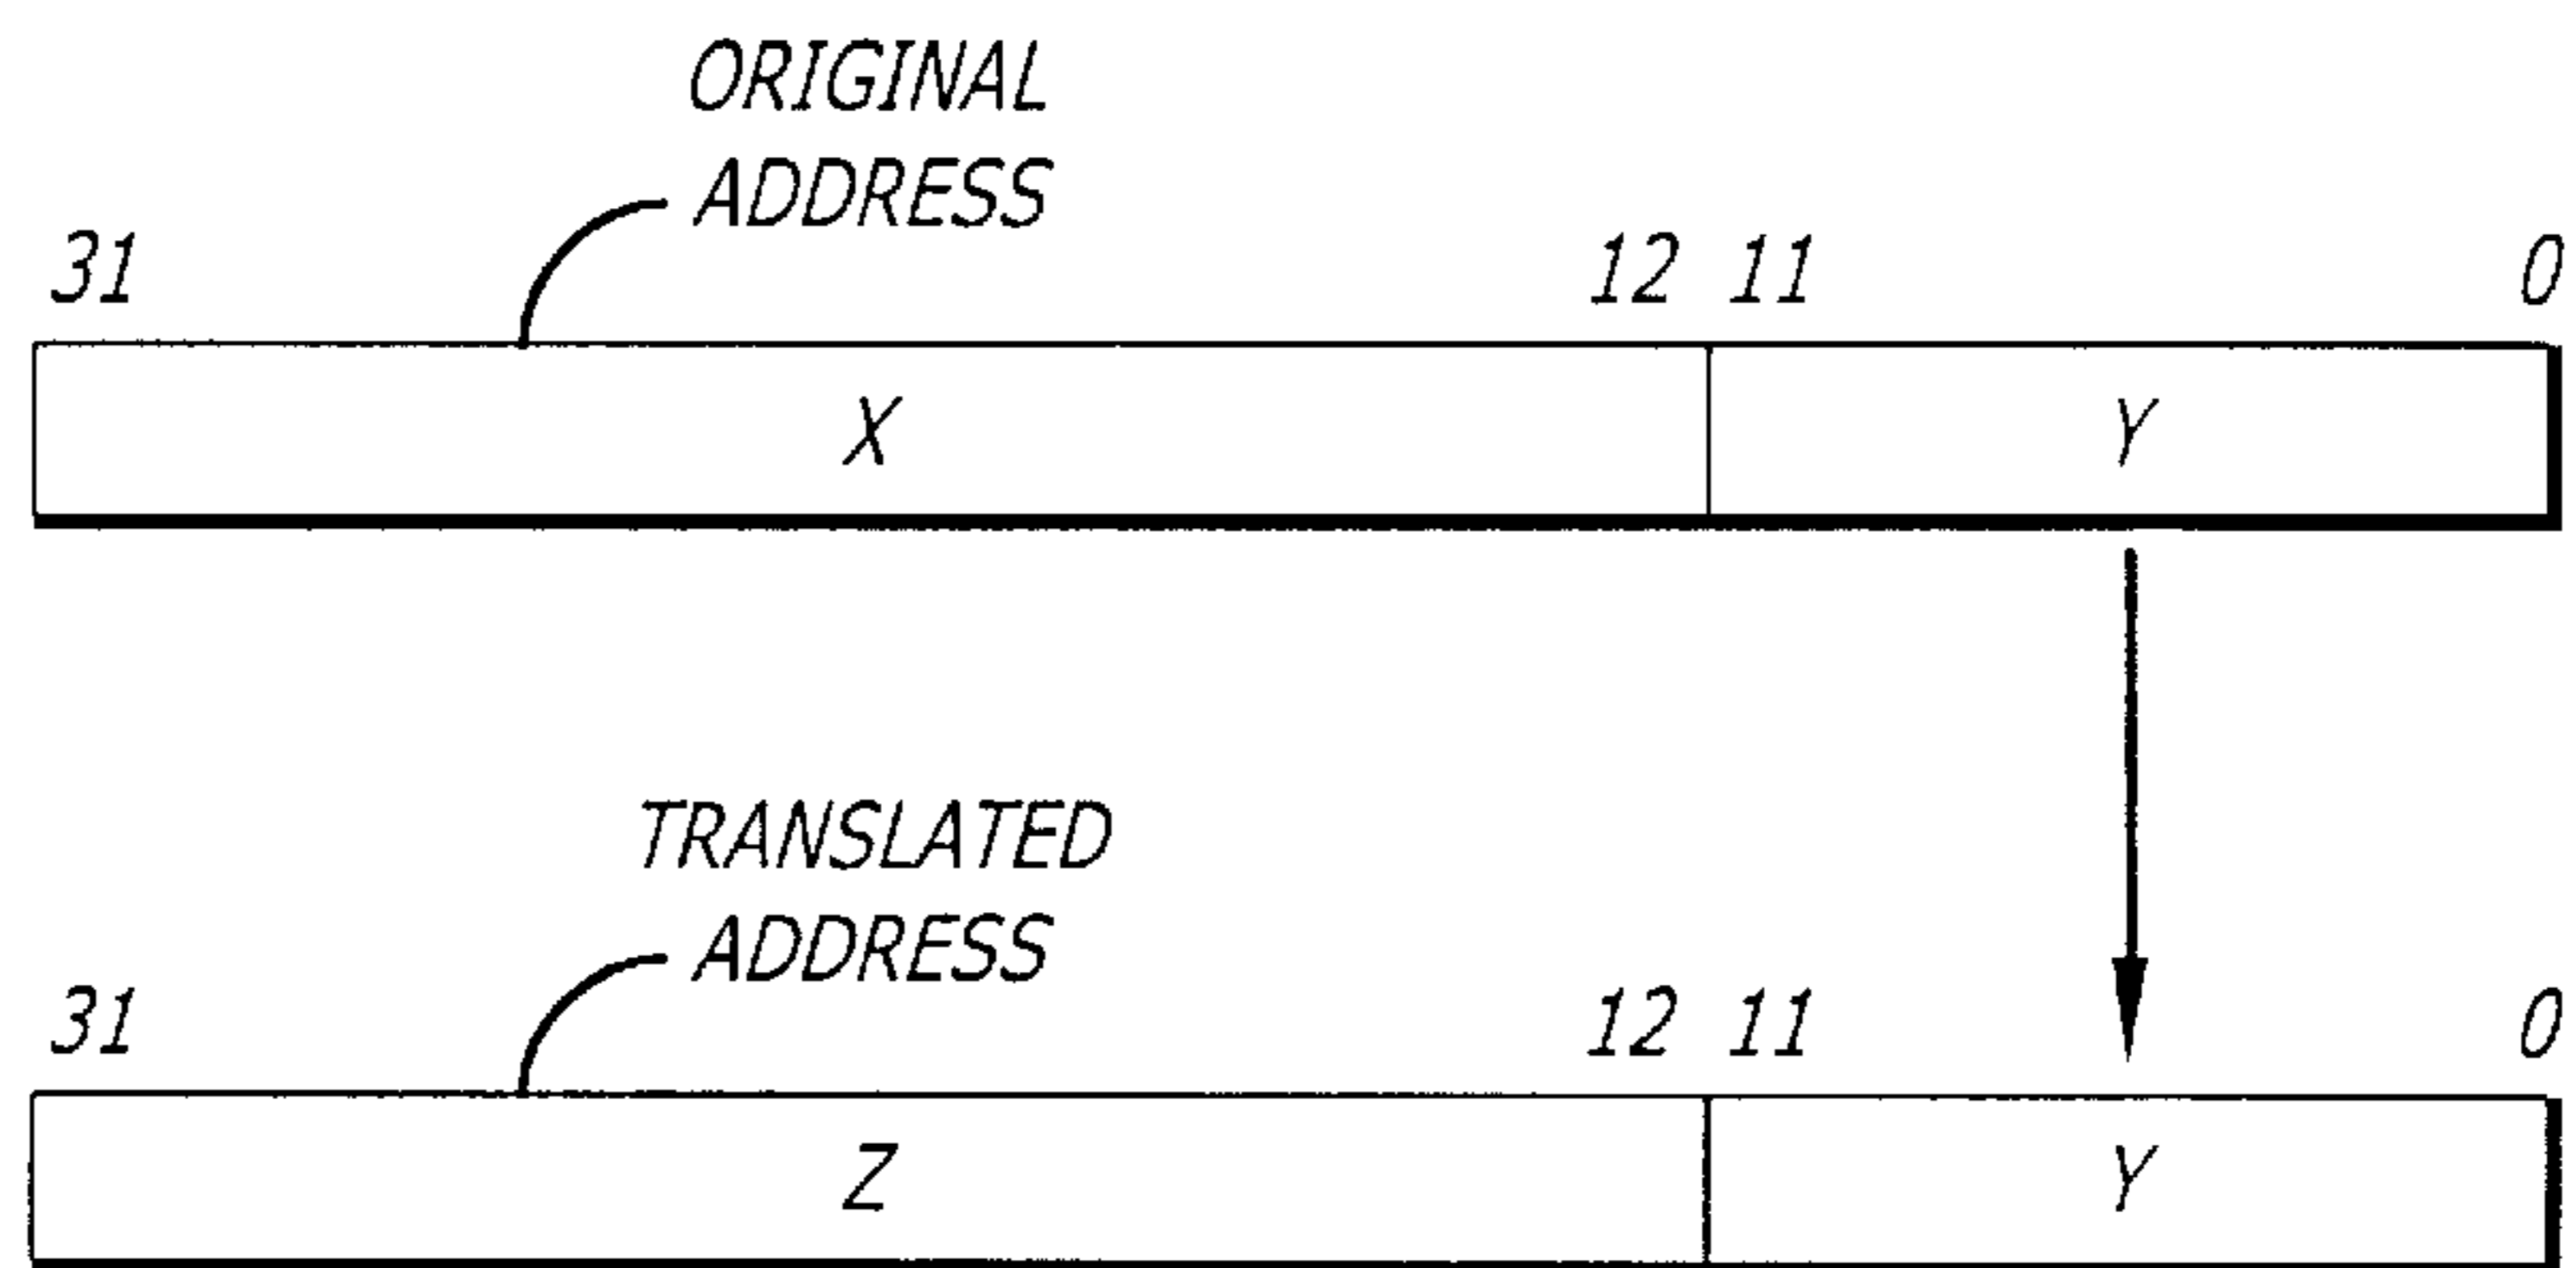 ORIGINAL
ADDRESS
31 12 11 0
X Y
TRANSLATED
ADDRESS
31 12 11 0
Z Y